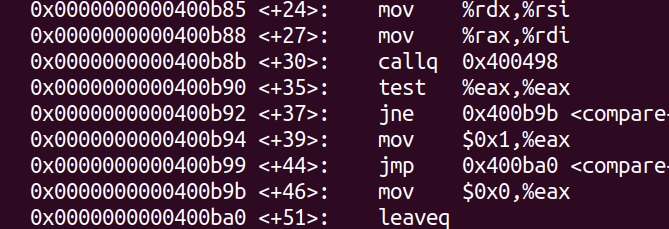 0x0000000000400b85 <+24>: mov %rdx,%rsi
0x0000000000400b88 <+27>: mov %rax,%rdi
0x0000000000400b8b <+30>: callq 0x400498
0x0000000000400b90 <+35>: test %eax,%eax
0x0000000000400b92 <+37>: jne 0x400b9b <compare-
0x0000000000400b94 <+39>: mov $0x1,%eax
0x0000000000400b99 <+44>: jmp 0x400ba0 <compare-
0x0000000000400b9b <+46>: mov $0x0,%eax
0x0000000000400ba0 <+51>: leaveq